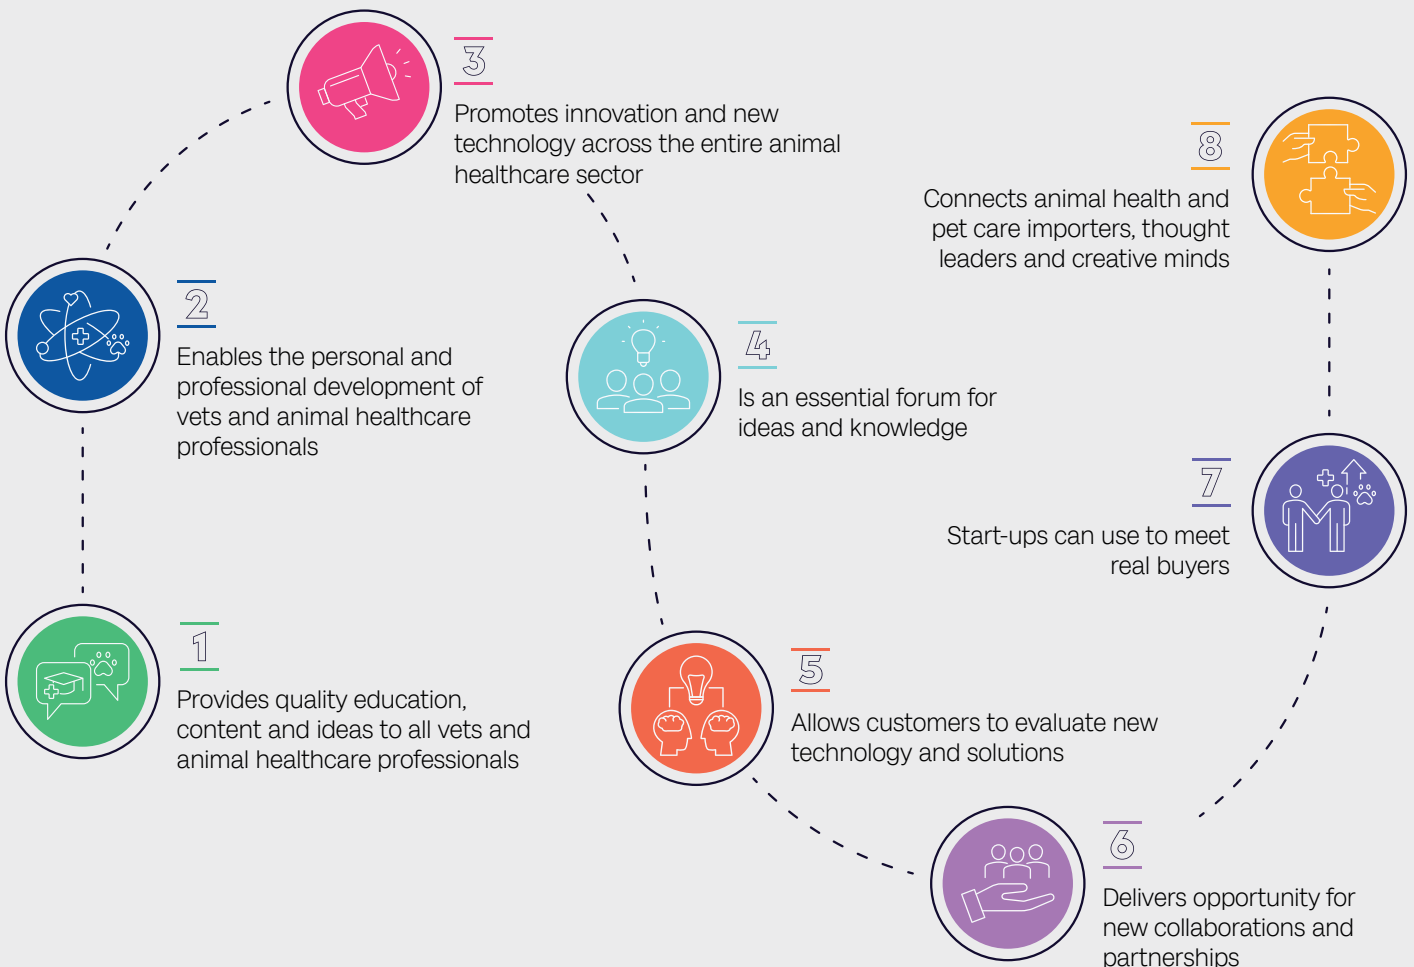 1
Provides quality education,
content and ideas to all vets and
animal healthcare professionals
2
Enables the personal and
professional development of
vets and animal healthcare
professionals
3
Promotes innovation and new
technology across the entire animal
healthcare sector
4
Is an essential forum for
ideas and knowledge
5
Allows customers to evaluate new
technology and solutions
6
Delivers opportunity for
new collaborations and
partnerships
7
Start-ups can use to meet
real buyers
8
Connects animal health and
pet care importers, thought
leaders and creative minds